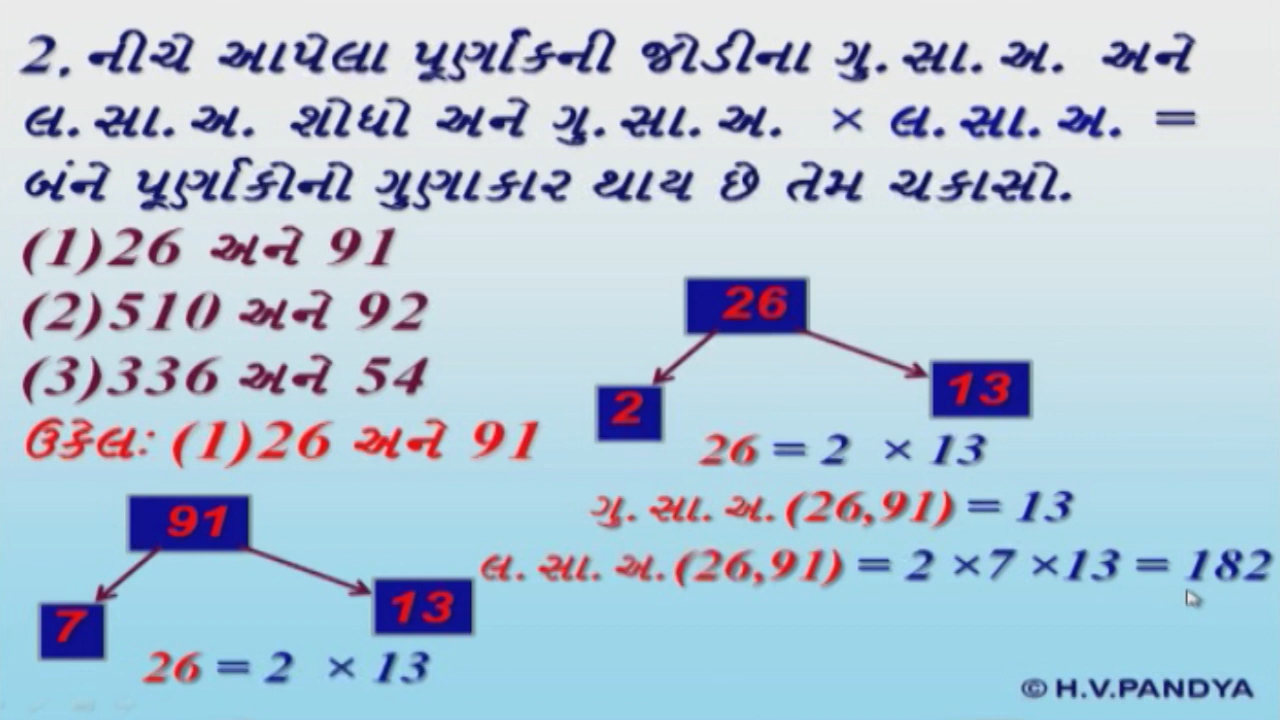 2. નીચે આપેલા પૂર્ણાંકની જોડીના ગુ.સા.અ. અને
લ.સા.અ. શોધો અને ગુ.સા.અ. × લ.સા.અ. =
બંને પૂર્ણાંકોનો ગુણાકાર થાય છે તેમ ચકાસો.
(1)26 અને 91
(2)510 અને 92
(3)336 અને 54
ઉકેલ: (1)26 અને 91
26
2
13
26 = 2 × 13
ગુ.સા.અ.(26,91) = 13
લ.સા.અ.(26,91) = 2 ×7 ×13 = 182
91
7
13
26 = 2 × 13
© H.V.PANDYA